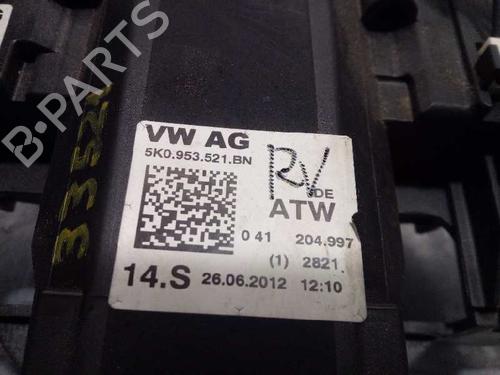 B-PARTS
33524
VW AG
5K0.953.521.BN
RV
DE
ATW
0 41 204.997
(1) 2821
14.S 26.06.2012 12:10